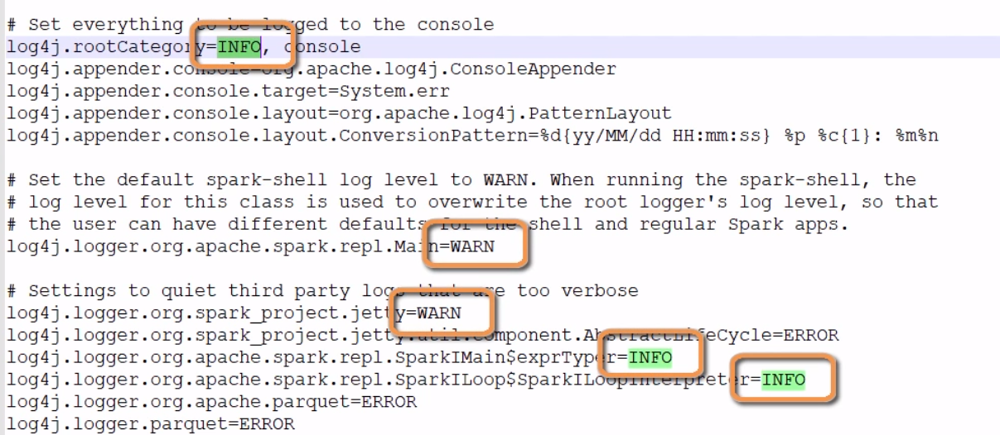 # Set everything to be logged to the console
log4j.rootCategory=INFO, console
log4j.appender.console=org.apache.log4j.ConsoleAppender
log4j.appender.console.target=System.err
log4j.appender.console.layout=org.apache.log4j.PatternLayout
log4j.appender.console.layout.ConversionPattern=%d{yy/MM/dd HH:mm:ss} %p %c{1}: %m%n
# Set the default spark-shell log level to WARN. When running the spark-shell, the
# log level for this class is used to overwrite the root logger's log level, so that
# the user can have different defaults for the shell and regular Spark apps.
log4j.logger.org.apache.spark.repl.Main=WARN
# Settings to quiet third party logs that are too verbose
log4j.logger.org.spark_project.jetty=WARN
log4j.logger.org.spark_project.jetty.util.component.AbstractLifeCycle=ERROR
log4j.logger.org.apache.spark.repl.SparkIMain$exprTyper=INFO
log4j.logger.org.apache.spark.repl.SparkILoop$SparkILoopInterpreter=INFO
log4j.logger.org.apache.parquet=ERROR
log4j.logger.parquet=ERROR